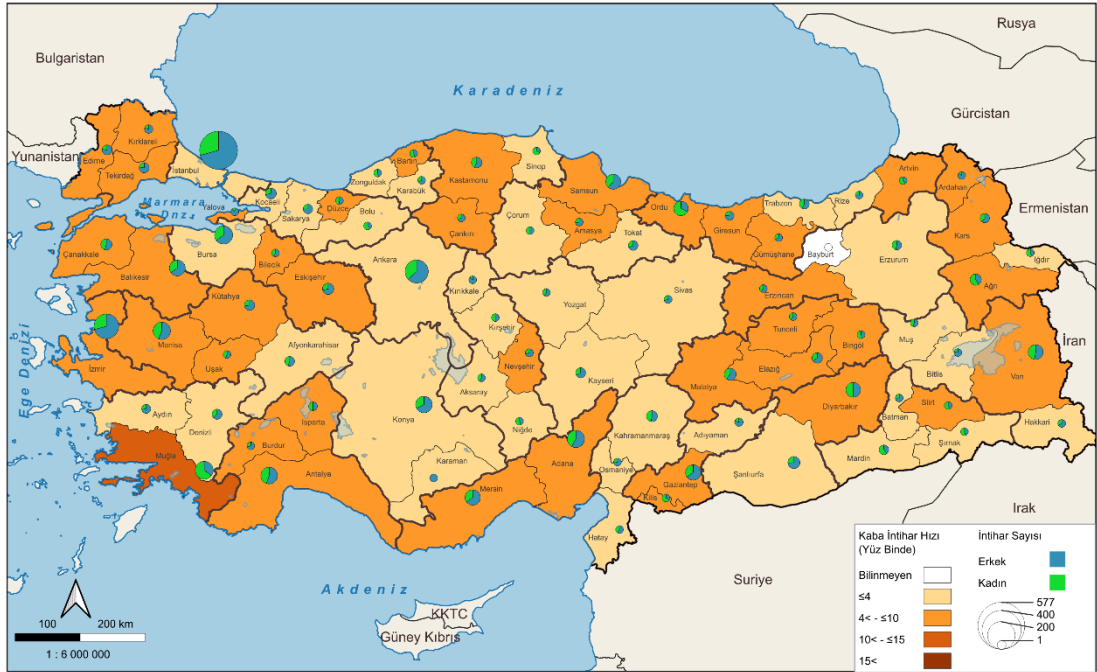 Rusya
Bulgaristan
Karadeniz
Gürcistan
Yunanistan
Ermenistan
İran
Irak
Suriye
Kırklareli
Edirne
Tekirdağ
İstanbul
Marmara
Dnz.
Yalova
Kocaeli
Sakarya
Düzce
Bolu
Zonguldak
Bartın
Karabük
Kastamonu
Sinop
Çankırı
Çorum
Samsun
Amasya
Tokat
Ordu
Giresun
Gümüşhane
Trabzon
Rize
Bayburt
Artvin
Ardahan
Kars
Iğdır
Erzurum
Ağrı
Çanakkale
Balıkesir
Bursa
Bilecik
Eskişehir
Kütahya
Ankara
Kırıkkale
Kırşehir
Yozgat
Sivas
Erzincan
Tunceli
Bingöl
Muş
Bitlis
Van
Ege Denizi
İzmir
Manisa
Uşak
Afyonkarahisar
Konya
Aksaray
Nevşehir
Kayseri
Malatya
Elazığ
Diyarbakır
Batman
Siirt
Şırnak
Hakkari
Aydın
Denizli
Muğla
Burdur
Isparta
Antalya
Karaman
Niğde
Mersin
Adana
Kahramanmaraş
Osmaniye
Adıyaman
Gaziantep
Kilis
Şanlıurfa
Mardin
Hatay
Akdeniz
KKTC
Güney Kıbrıs
100 200 km
1 : 6 000 000
Kaba İntihar Hızı
(Yüz Binde)
Bilinmeyen
≤4
4< - ≤10
10< - ≤15
15<
İntihar Sayısı
Erkek
Kadın
577
400
200
1